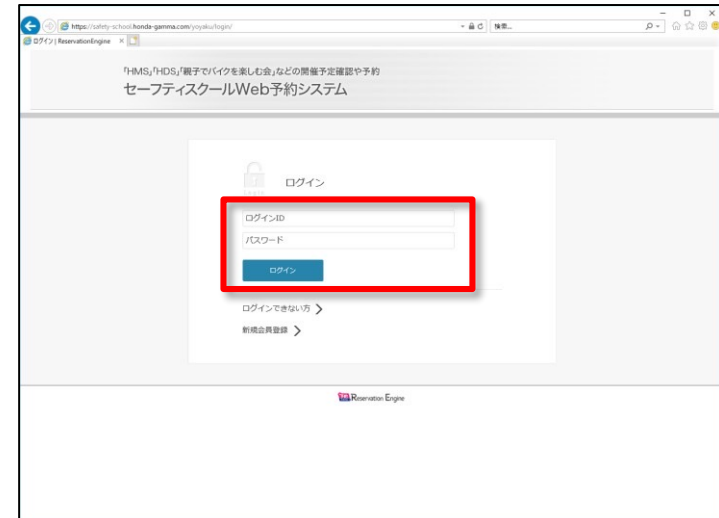 https://safety-school.honda-gamma.com/yoyaku/login/
検索...
ログイン | ReservationEngine
「HMS」「HDS」「親子でバイクを楽しむ会」などの開催予定確認や予約
セーフティスクールWeb予約システム
Login
ログイン
ログインID
パスワード
ログイン
ログインできない方
新規会員登録
Reservation Engine